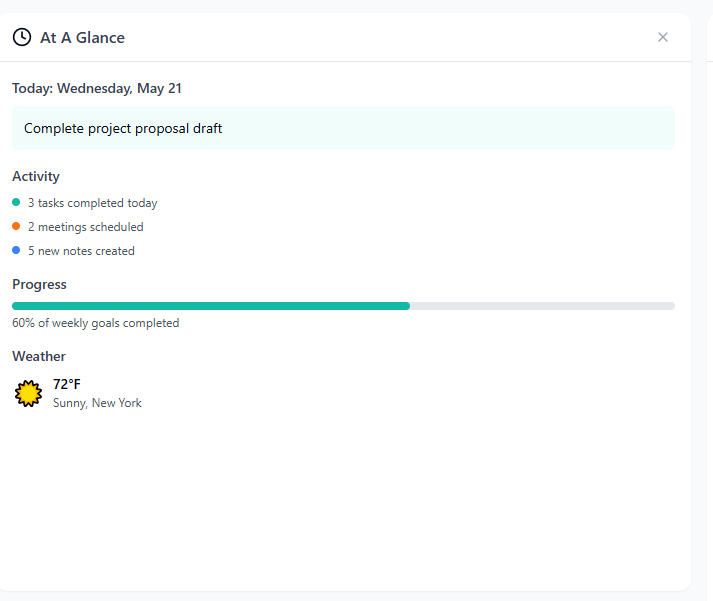 At A Glance
Today: Wednesday, May 21
Complete project proposal draft
Activity
3 tasks completed today
2 meetings scheduled
5 new notes created
Progress
60% of weekly goals completed
Weather
72°F
Sunny, New York